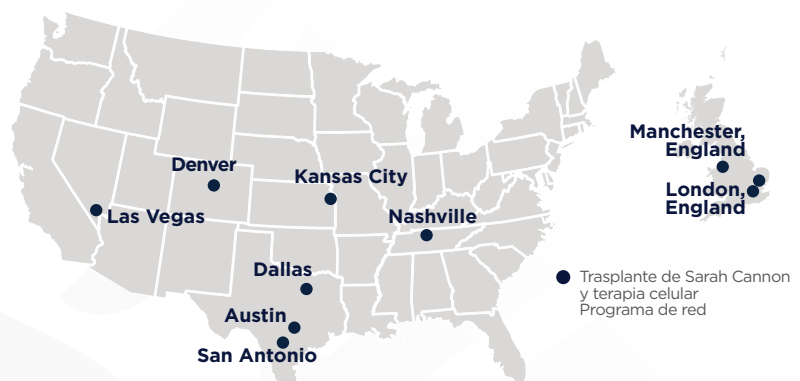 Denver
Kansas City
Las Vegas
Nashville
Dallas
Austin
San Antonio
Manchester,
England
London,
England
Trasplante de Sarah Cannon
y terapia celular
Programa de red